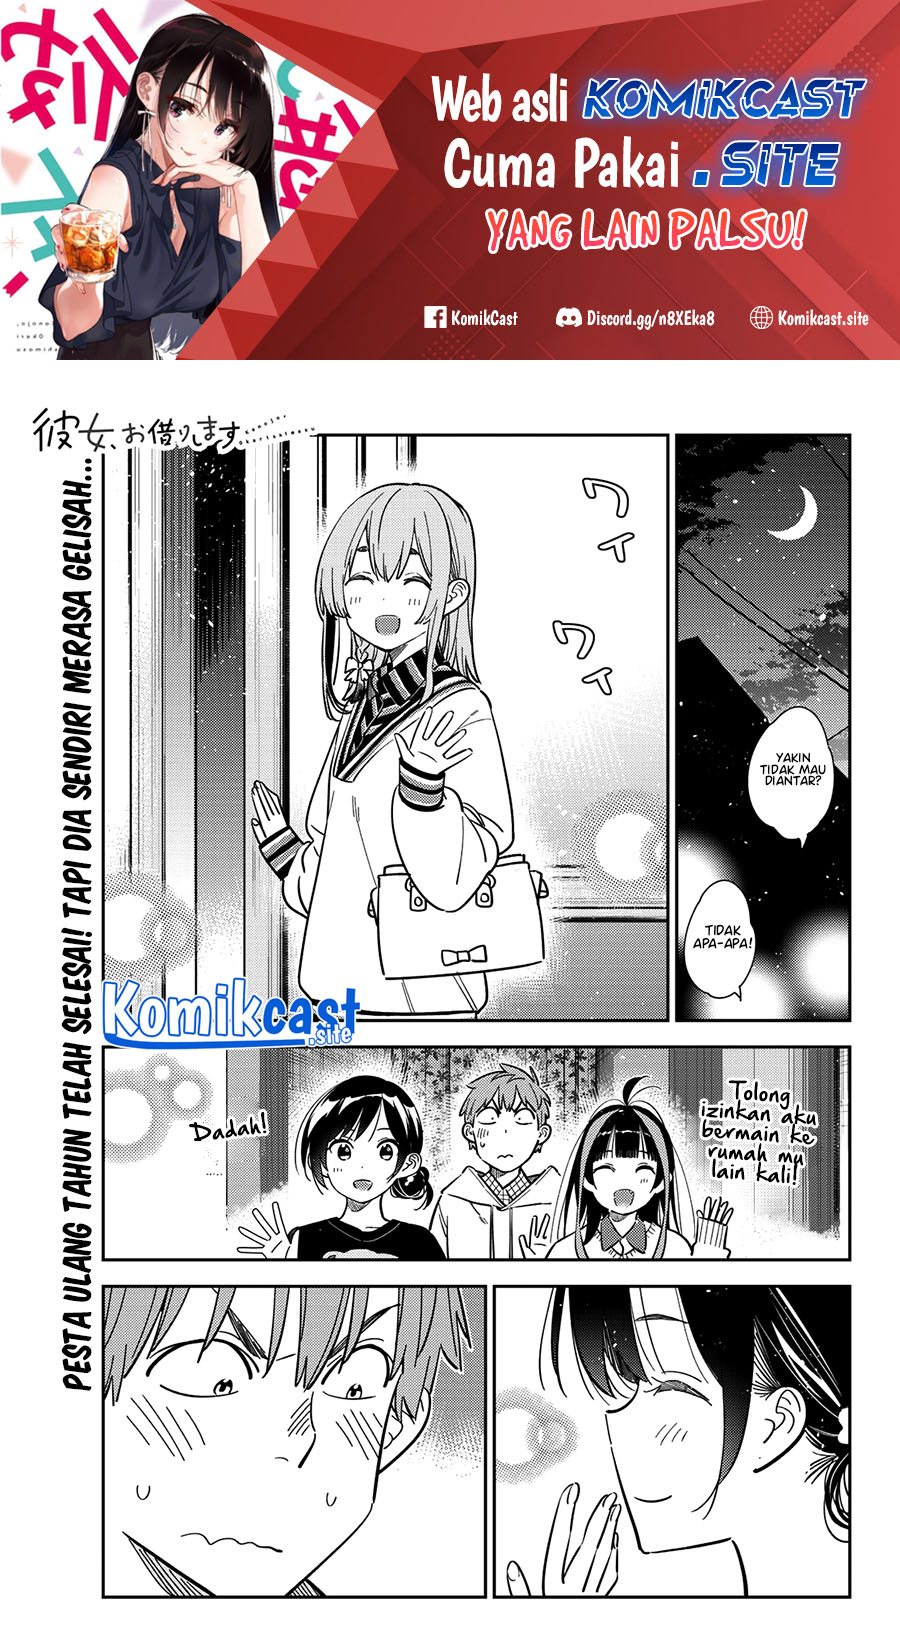 Web asli KOMIKCAST
Cuma Pakai .SITE
YANG LAIN PALSU!
KomikCast
Discord.gg/n8XEka8
Komikcast.site
彼女、お借りします
PESTA ULANG TAHUN TELAH SELESAI! TAPI DIA SENDIRI MERASA GELISAH...
YAKIN
TIDAK MAU
DIANTAR?
TIDAK
APA-APA!
ワイ
ワイ
Komikcast
.site
Tolong
izinkan aku
bermain ke
rumah mu
lain kali!
Dadah!